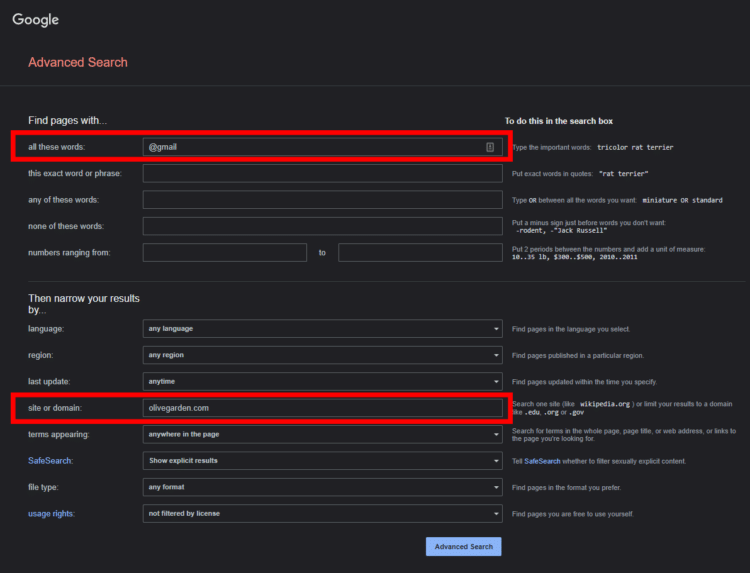 Google
Advanced Search
Find pages with...
To do this in the search box
all these words:
@gmail
Type the important words: tricolor rat terrier
this exact word or phrase:
Put exact words in quotes: "rat terrier"
any of these words:
Type OR between all the words you want: miniature OR standard
none of these words:
Put a minus sign just before words you don't want:
-rodent, -"Jack Russell"
numbers ranging from:
to
Put 2 periods between the numbers and add a unit of measure:
10..35 lb, $300..$500, 2010..2011
Then narrow your results
by...
language:
any language
Find pages in the language you select.
region:
any region
Find pages published in a particular region.
last update:
anytime
Find pages updated within the time you specify.
site or domain:
olivegarden.com
Search one site (like wikipedia.org ) or limit your results to a domain
like .edu, .org or .gov
terms appearing:
anywhere in the page
Search for terms in the whole page, page title, or web address, or links to
the page you're looking for.
SafeSearch:
Show explicit results
Tell SafeSearch whether to filter sexually explicit content.
file type:
any format
Find pages in the format you prefer.
usage rights:
not filtered by license
Find pages you are free to use yourself.
Advanced Search